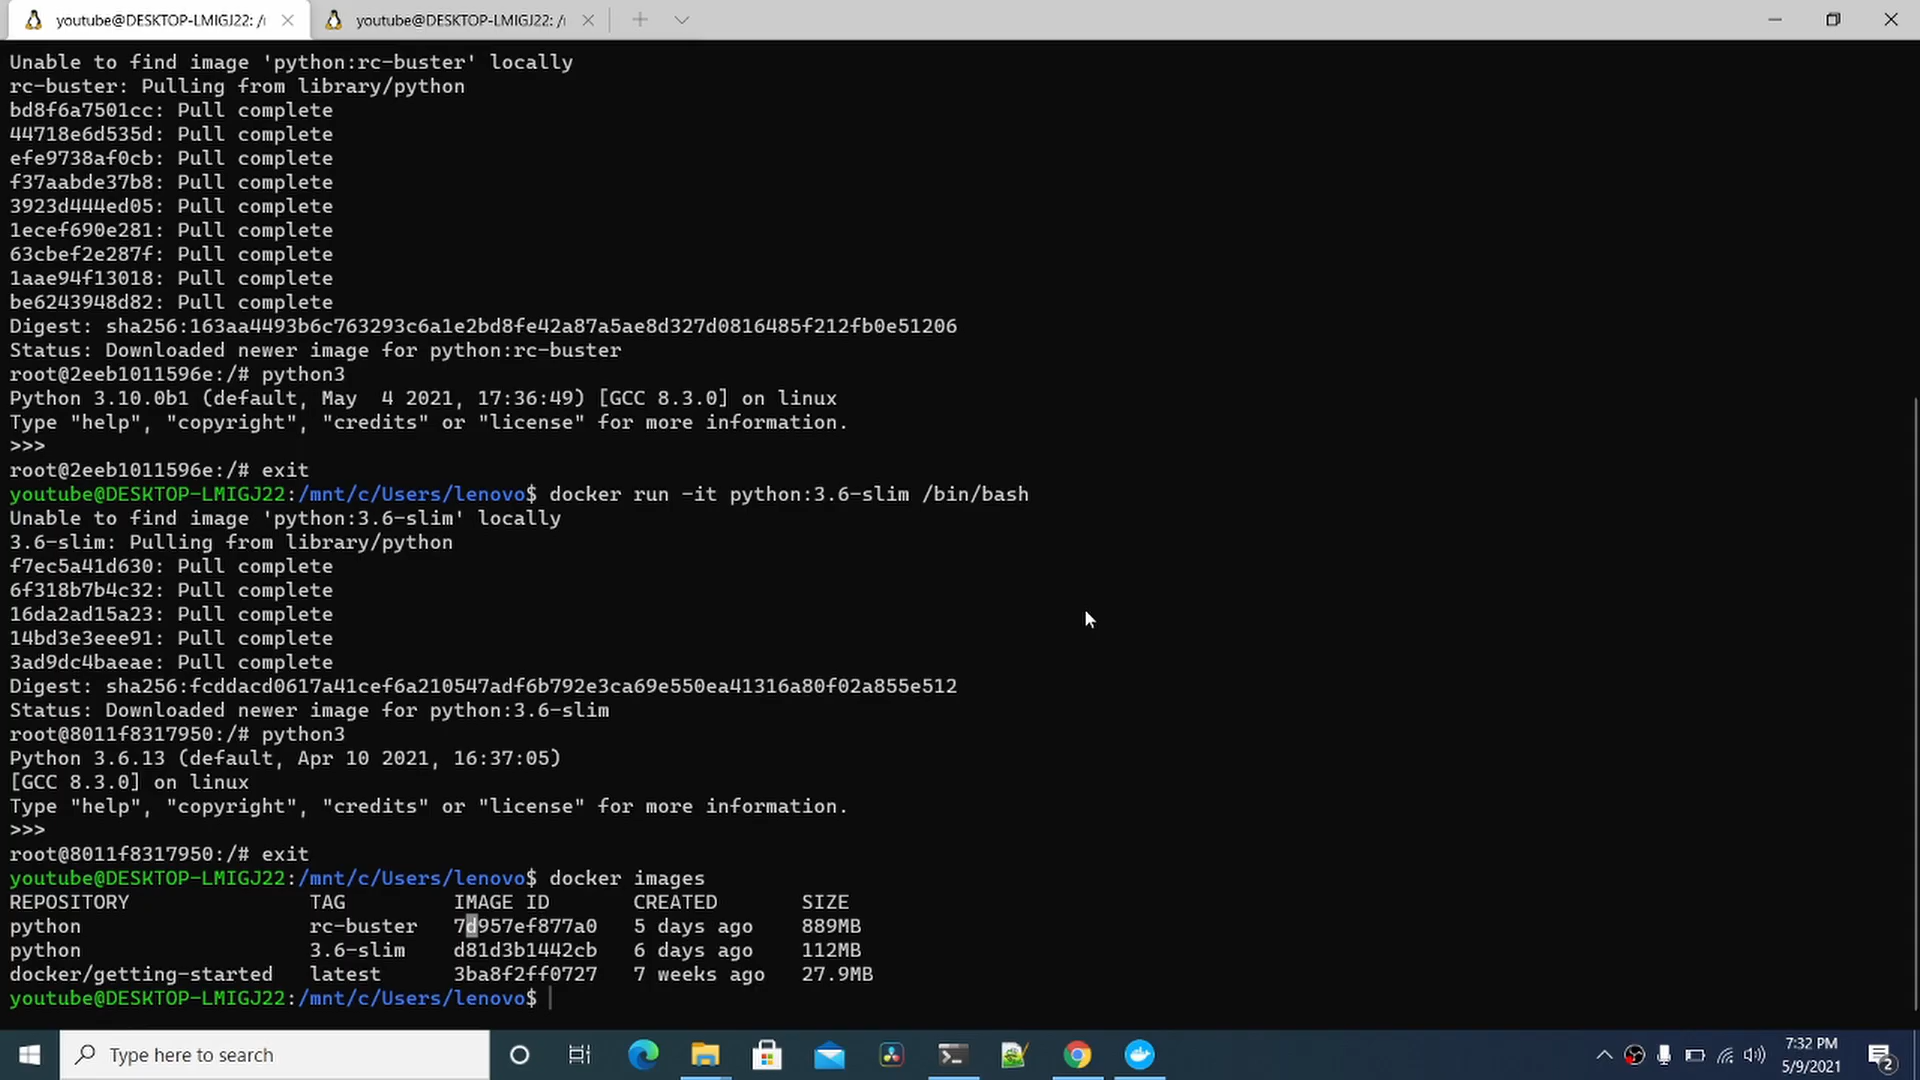 youtube@DESKTOP-LMIGJ22: /
youtube@DESKTOP-LMIGJ22: /
Unable to find image 'python:rc-buster' locally
rc-buster: Pulling from library/python
bd8f6a7501cc: Pull complete
44718e6d535d: Pull complete
efe9738af0cb: Pull complete
f37aabde37b8: Pull complete
3923d444ed05: Pull complete
1ecef690e281: Pull complete
63cbef2e287f: Pull complete
1aae94f13018: Pull complete
be6243948d82: Pull complete
Digest: sha256:163aa4493b6c763293c6a1e2bd8fe42a87a5ae8d327d0816485f212fb0e51206
Status: Downloaded newer image for python:rc-buster
root@2eeb1011596e:/# python3
Python 3.10.0b1 (default, May  4 2021, 17:36:49) [GCC 8.3.0] on linux
Type "help", "copyright", "credits" or "license" for more information.
>>>
root@2eeb1011596e:/# exit
youtube@DESKTOP-LMIGJ22:/mnt/c/Users/lenovo$ docker run -it python:3.6-slim /bin/bash
Unable to find image 'python:3.6-slim' locally
3.6-slim: Pulling from library/python
f7ec5a41d630: Pull complete
6f318b7b4c32: Pull complete
16da2ad15a23: Pull complete
14bd3e3eee91: Pull complete
3ad9dc4baeae: Pull complete
Digest: sha256:fcddacd0617a41cef6a210547adf6b792e3ca69e550ea41316a80f02a855e512
Status: Downloaded newer image for python:3.6-slim
root@8011f8317950:/# python3
Python 3.6.13 (default, Apr 10 2021, 16:37:05)
[GCC 8.3.0] on linux
Type "help", "copyright", "credits" or "license" for more information.
>>>
root@8011f8317950:/# exit
youtube@DESKTOP-LMIGJ22:/mnt/c/Users/lenovo$ docker images
REPOSITORY               TAG         IMAGE ID       CREATED       SIZE
python                   rc-buster   7d957ef877a0   5 days ago    889MB
python                   3.6-slim    d81d3b1442cb   6 days ago    112MB
docker/getting-started   latest      3ba8f2ff0727   7 weeks ago   27.9MB
youtube@DESKTOP-LMIGJ22:/mnt/c/Users/lenovo$
Type here to search
7:32 PM
5/9/2021
2